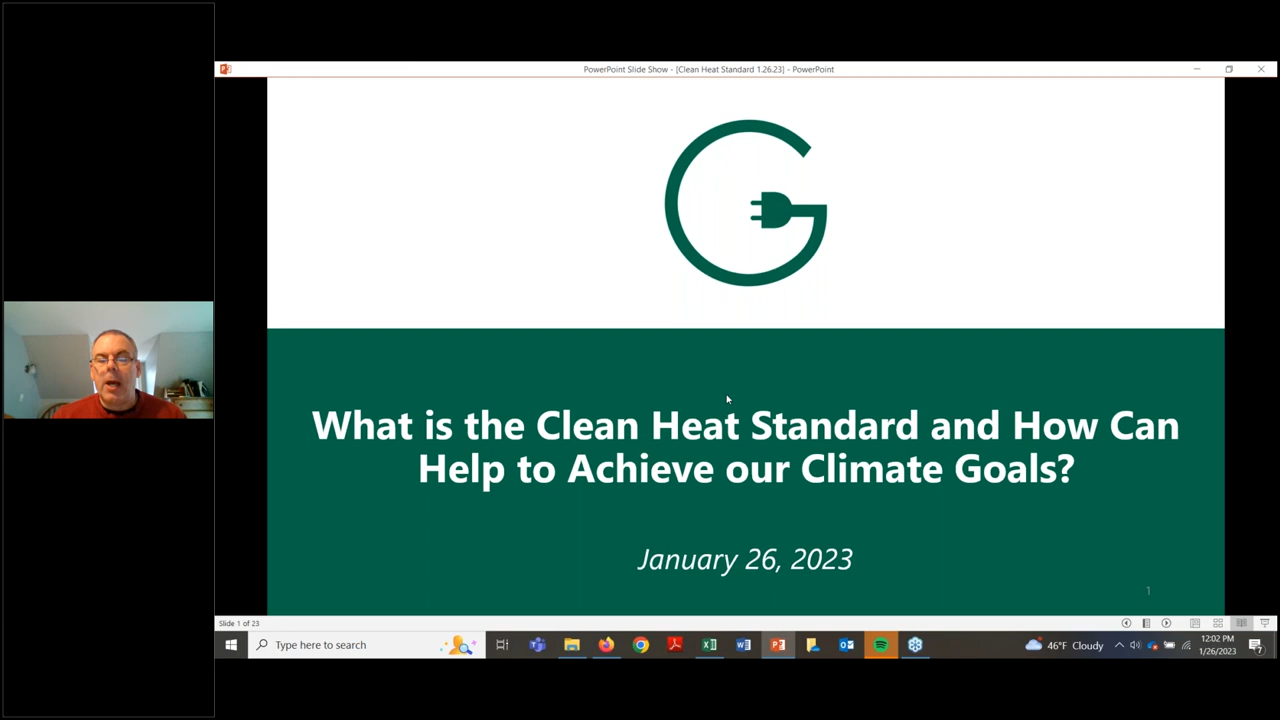 PowerPoint Slide Show - [Clean Heat Standard 1.26.23] - PowerPoint
What is the Clean Heat Standard and How Can
Help to Achieve our Climate Goals?
January 26, 2023
1
Slide 1 of 23
Type here to search
46°F Cloudy
12:02 PM
1/26/2023
7